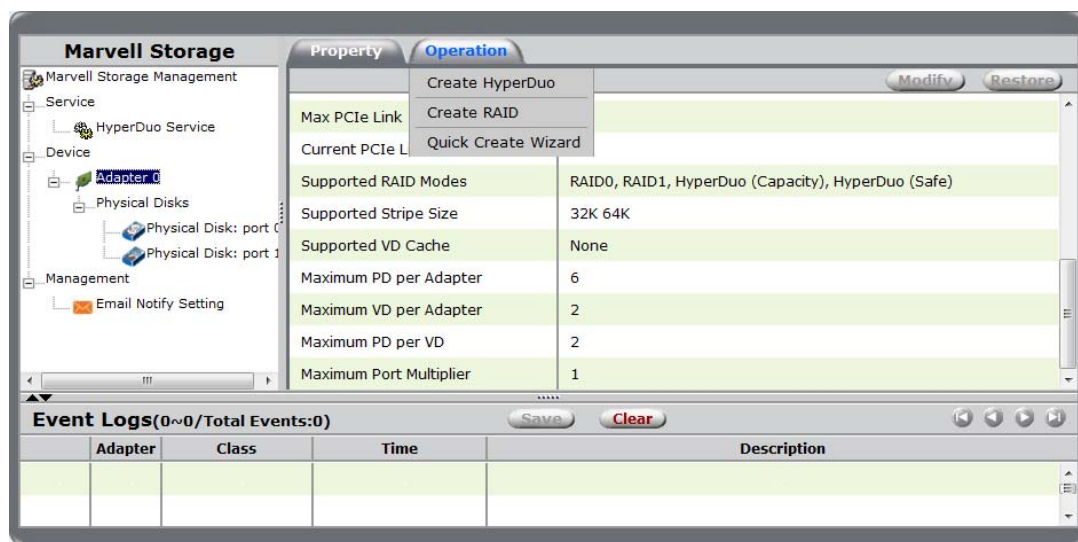 Marvell Storage
Marvell Storage Management
Service
HyperDuo Service
Device
Adapter 0
Physical Disks
Physical Disk: port
Physical Disk: port
Management
Email Notify Setting
Property
Operation
Create HyperDuo
Create RAID
Quick Create Wizard
Modify
Restore
Max PCIe Link
Current PCIe L
Supported RAID Modes RAID0, RAID1, HyperDuo (Capacity), HyperDuo (Safe)
Supported Stripe Size 32K 64K
Supported VD Cache None
Maximum PD per Adapter 6
Maximum VD per Adapter 2
Maximum PD per VD 2
Maximum Port Multiplier 1
Event Logs(0~0/Total Events:0) Save Clear
Adapter Class Time Description